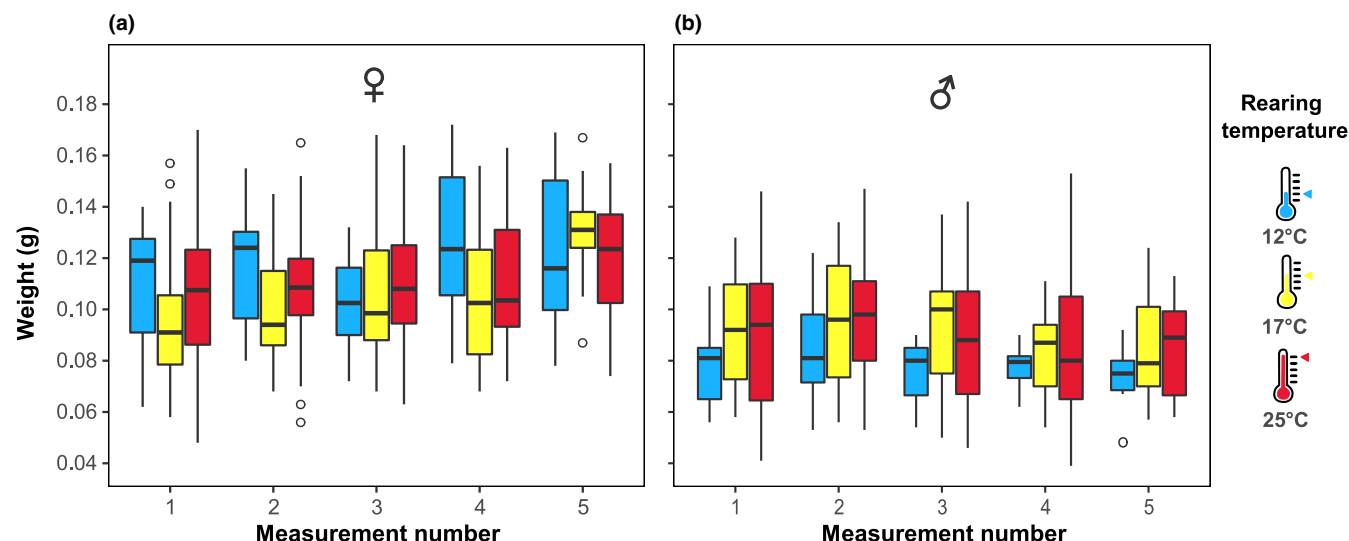 (a)
(b)
♀
♂
Weight (g)
0.18
0.16
0.14
0.12
0.10
0.08
0.06
0.04
1 2 3 4 5
Measurement number
1 2 3 4 5
Measurement number
Rearing
temperature
12°C
17°C
25°C